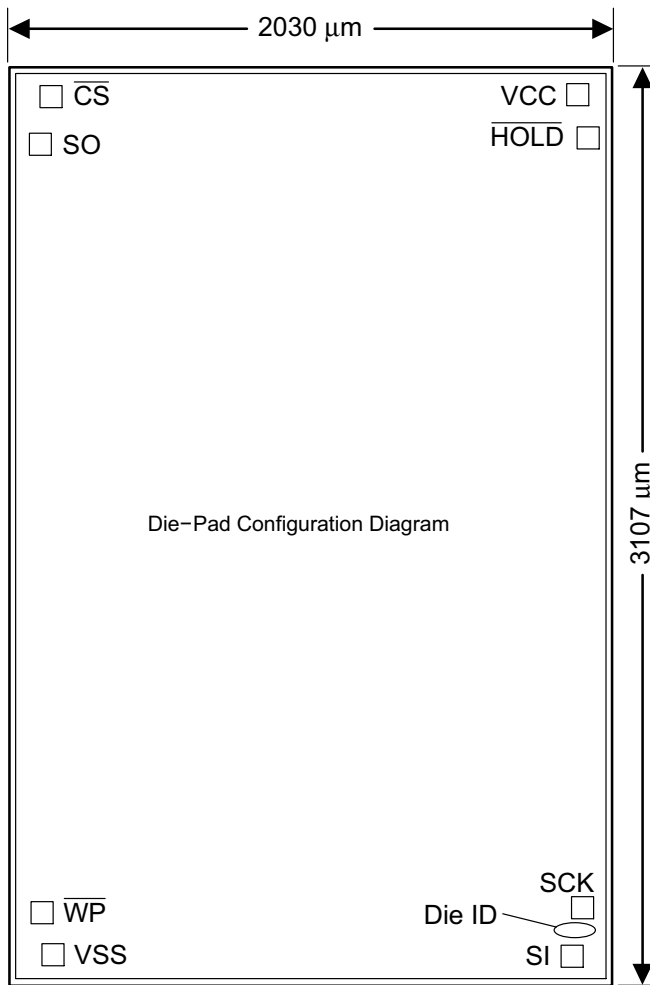 2030 μm
CS
VCC
SO
HOLD
3107 μm
Die−Pad Configuration Diagram
SCK
WP
Die ID
VSS
SI